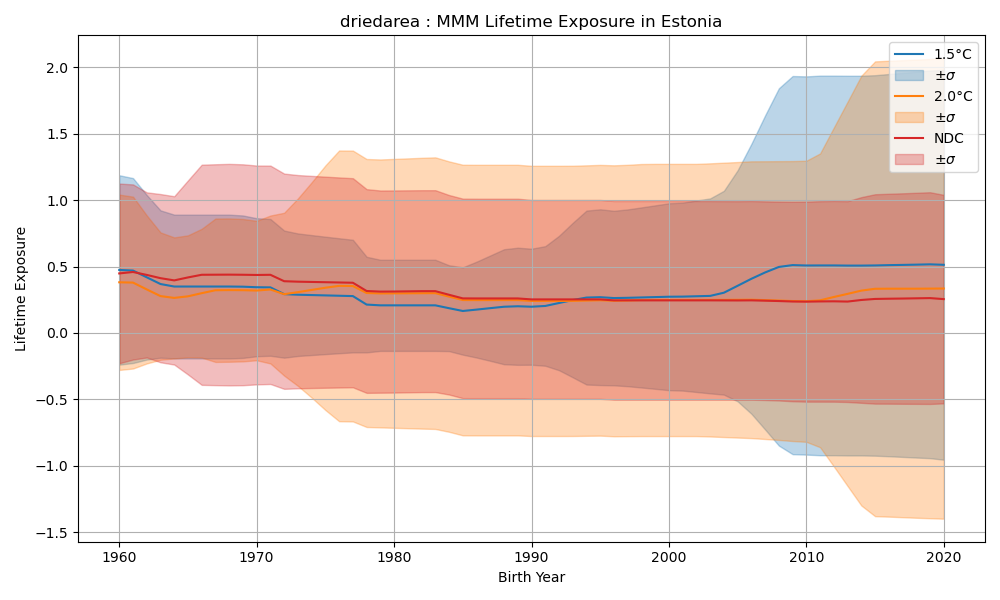 driedarea : MMM Lifetime Exposure in Estonia
Lifetime Exposure
2.0
1.5
1.0
0.5
0.0
−0.5
−1.0
−1.5
1.5°C
±σ
2.0°C
±σ
NDC
±σ
1960
1970
1980
1990
2000
2010
2020
Birth Year